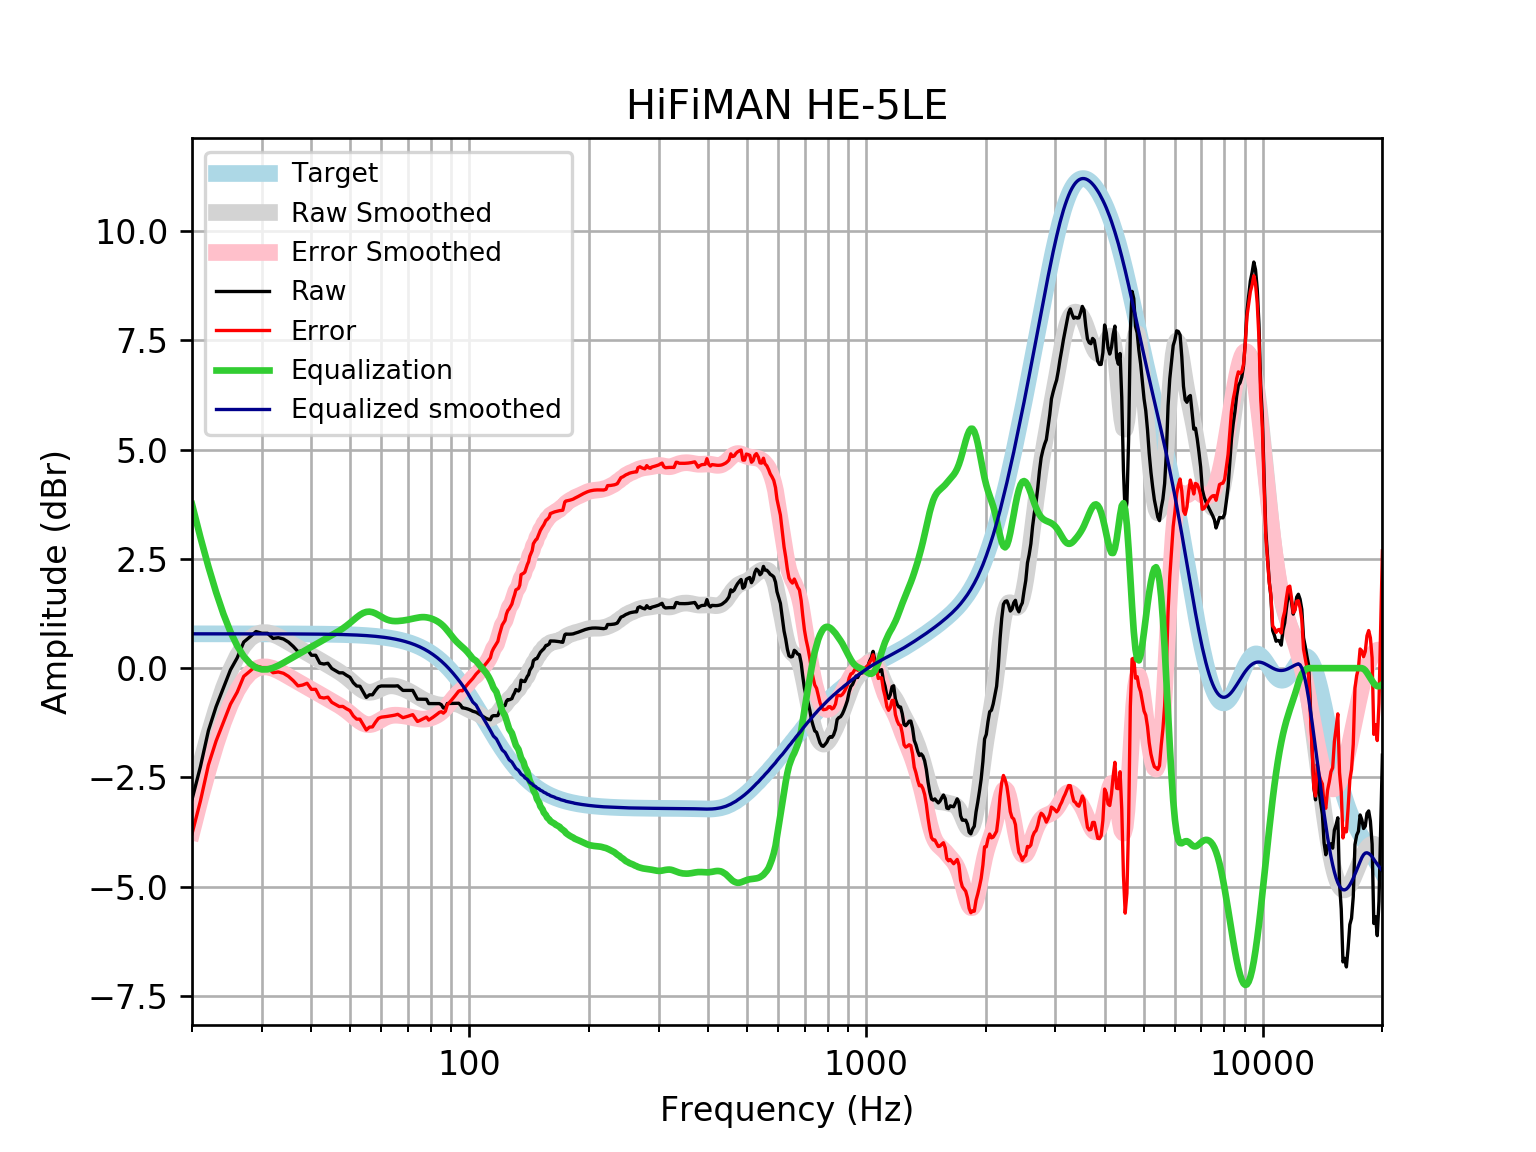 HiFiMAN HE-5LE
Target
Raw Smoothed
Error Smoothed
Raw
Error
Equalization
Equalized smoothed
10.0
7.5
5.0
2.5
0.0
−2.5
−5.0
−7.5
Amplitude (dBr)
100
1000
10000
Frequency (Hz)